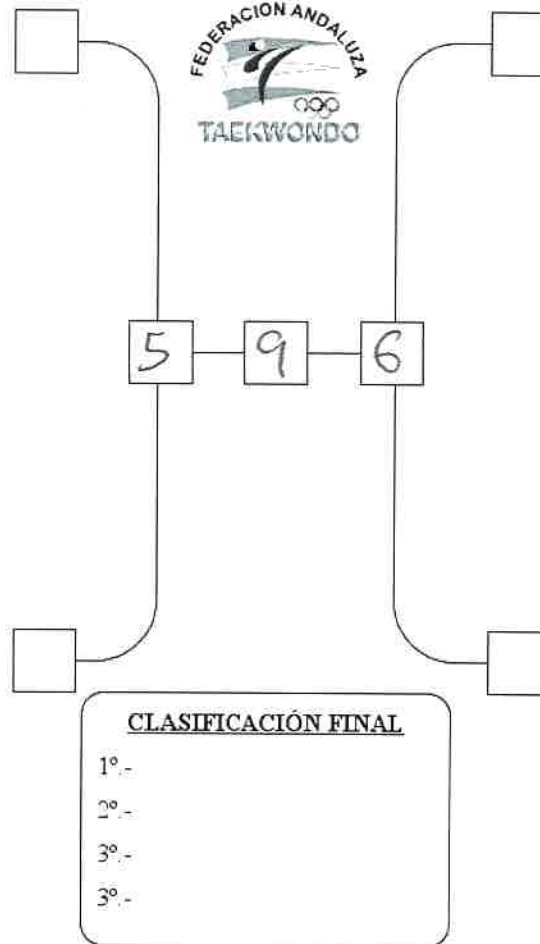 FEDERACION ANDALUZA
TAEKWONDO
5 9 6
CLASIFICACIÓN FINAL
1º.-
2º.-
3º.-
3º.-